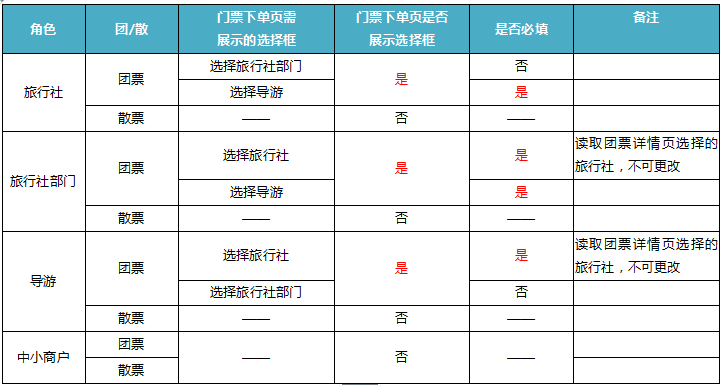 角色 团/散 门票下单页需 展示的选择框 门票下单页是否 展示选择框 是否必填 备注
旅行社 团票 选择旅行社部门 是 否
选择导游 是
散票 —— 否 ——
旅行社部门 团票 选择旅行社 是 是 读取团票详情页选择的
旅行社，不可更改
选择导游 是
散票 —— 否 ——
导游 团票 选择旅行社 是 是 读取团票详情页选择的
旅行社，不可更改
选择旅行社部门 否
散票 —— 否 ——
中小商户 团票 —— 否 ——
散票